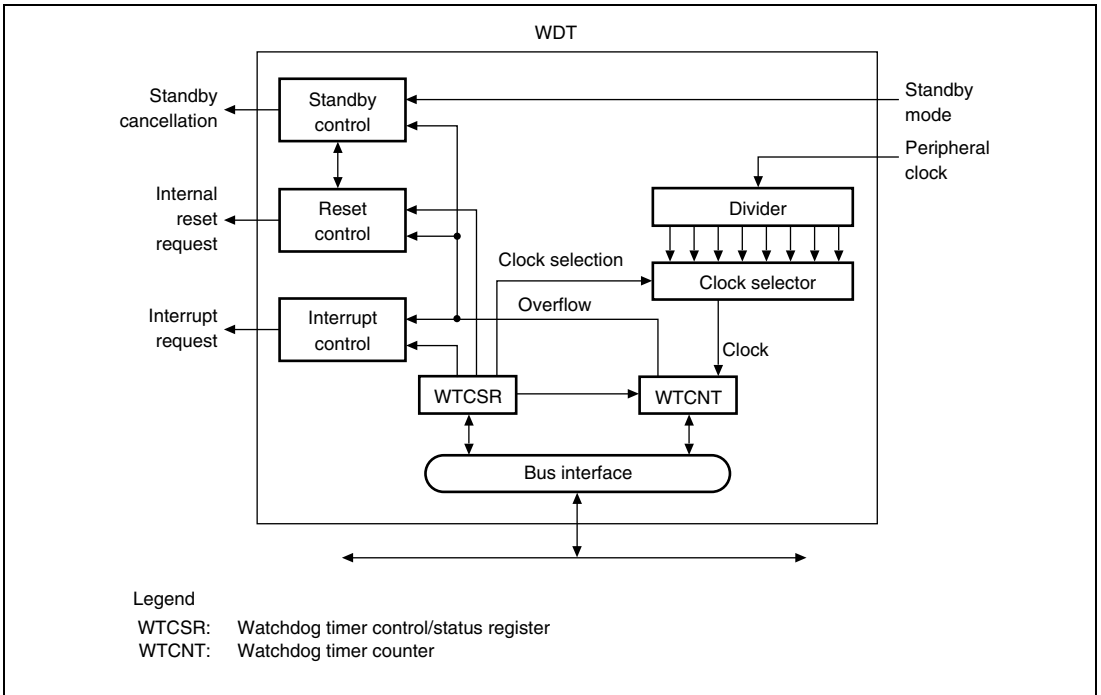 WDT
Standby
cancellation
Standby
control
Standby
mode
Peripheral
clock
Internal
reset
request
Reset
control
Divider
Clock selection
Clock selector
Overflow
Interrupt
request
Interrupt
control
Clock
WTCSR
WTCNT
Bus interface
Legend
WTCSR: Watchdog timer control/status register
WTCNT: Watchdog timer counter